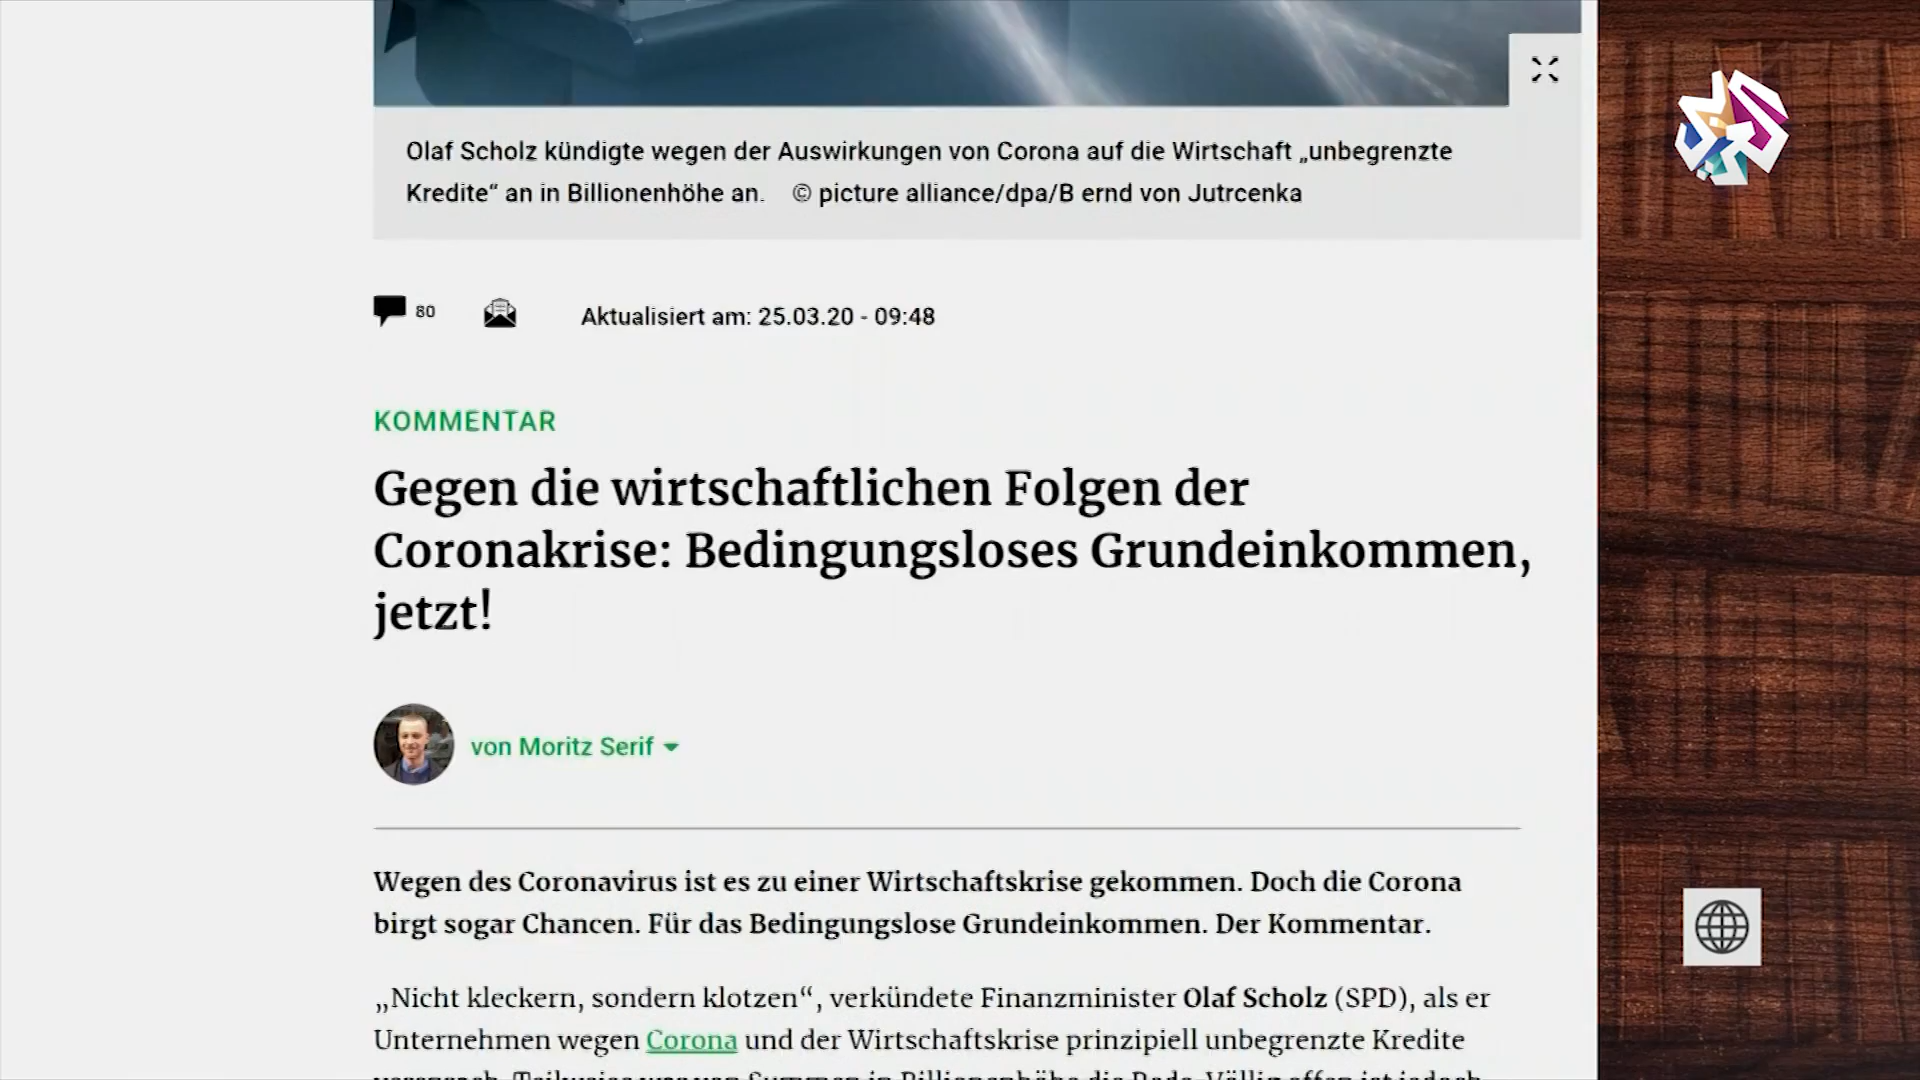 Olaf Scholz kündigte wegen der Auswirkungen von Corona auf die Wirtschaft „unbegrenzte
Kredite“ an in Billionenhöhe an. © picture alliance/dpa/B ernd von Jutrcenka
80
Aktualisiert am: 25.03.20 - 09:48
KOMMENTAR
Gegen die wirtschaftlichen Folgen der
Coronakrise: Bedingungsloses Grundeinkommen,
jetzt!
von Moritz Serif
Wegen des Coronavirus ist es zu einer Wirtschaftskrise gekommen. Doch die Corona
birgt sogar Chancen. Für das Bedingungslose Grundeinkommen. Der Kommentar.
„Nicht kleckern, sondern klotzen“, verkündete Finanzminister Olaf Scholz (SPD), als er
Unternehmen wegen Corona und der Wirtschaftskrise prinzipiell unbegrenzte Kredite